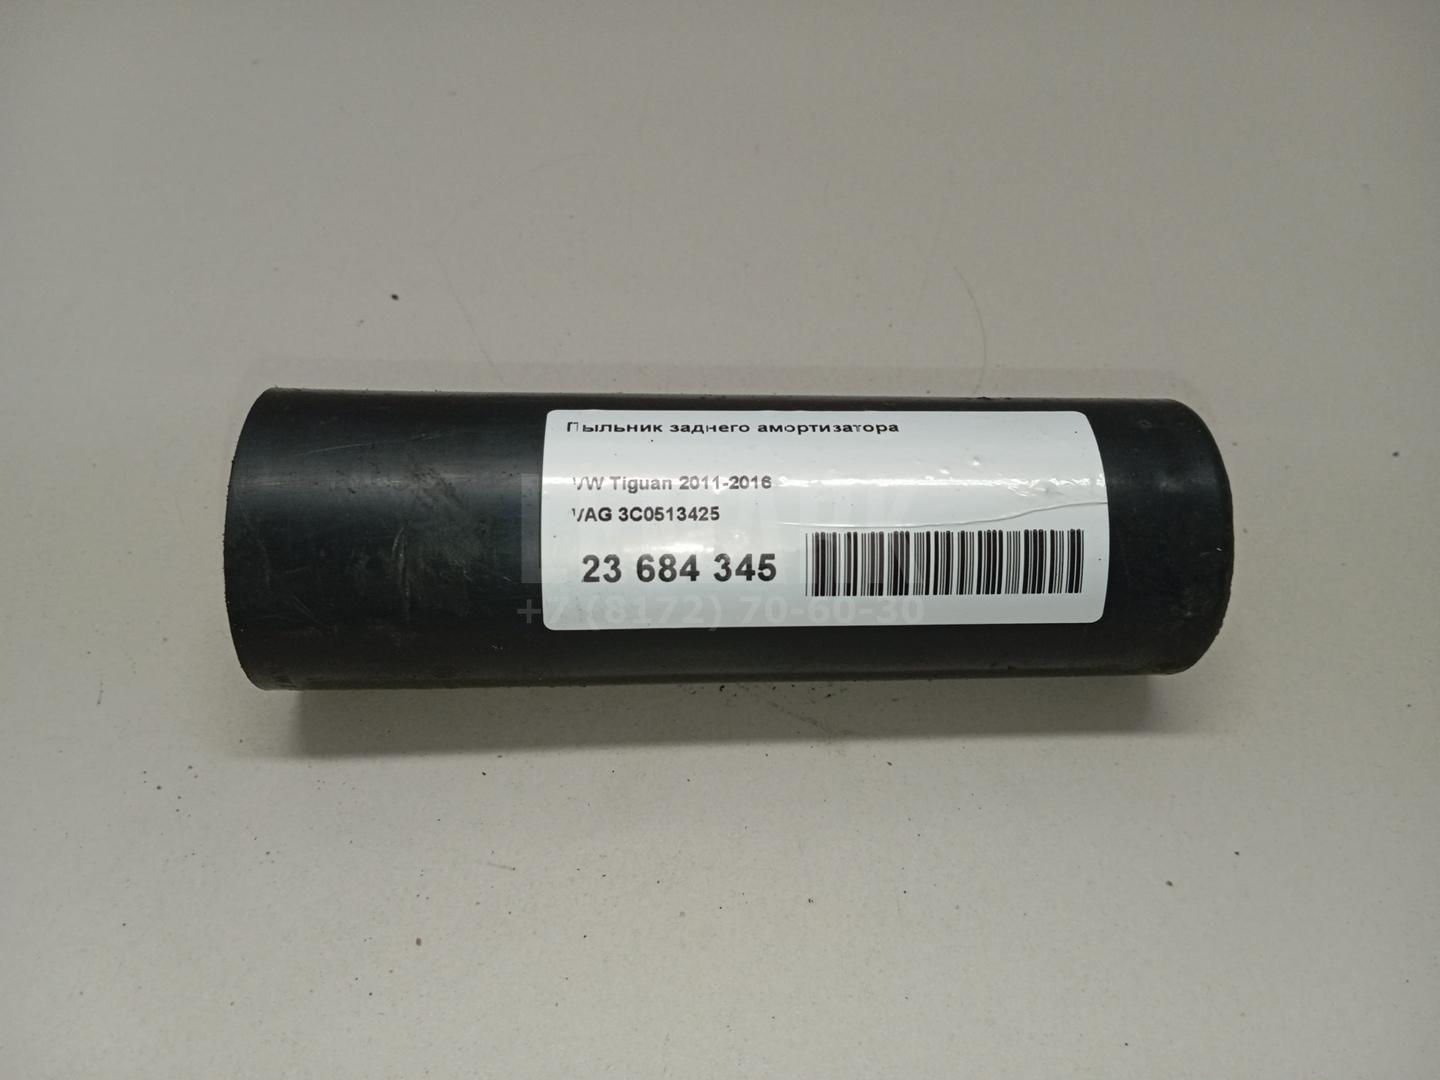 Пыльник заднего амортизатора
VW Tiguan 2011-2016
VAG 3C0513425
23 684 345
+7 (8172) 70-60-30